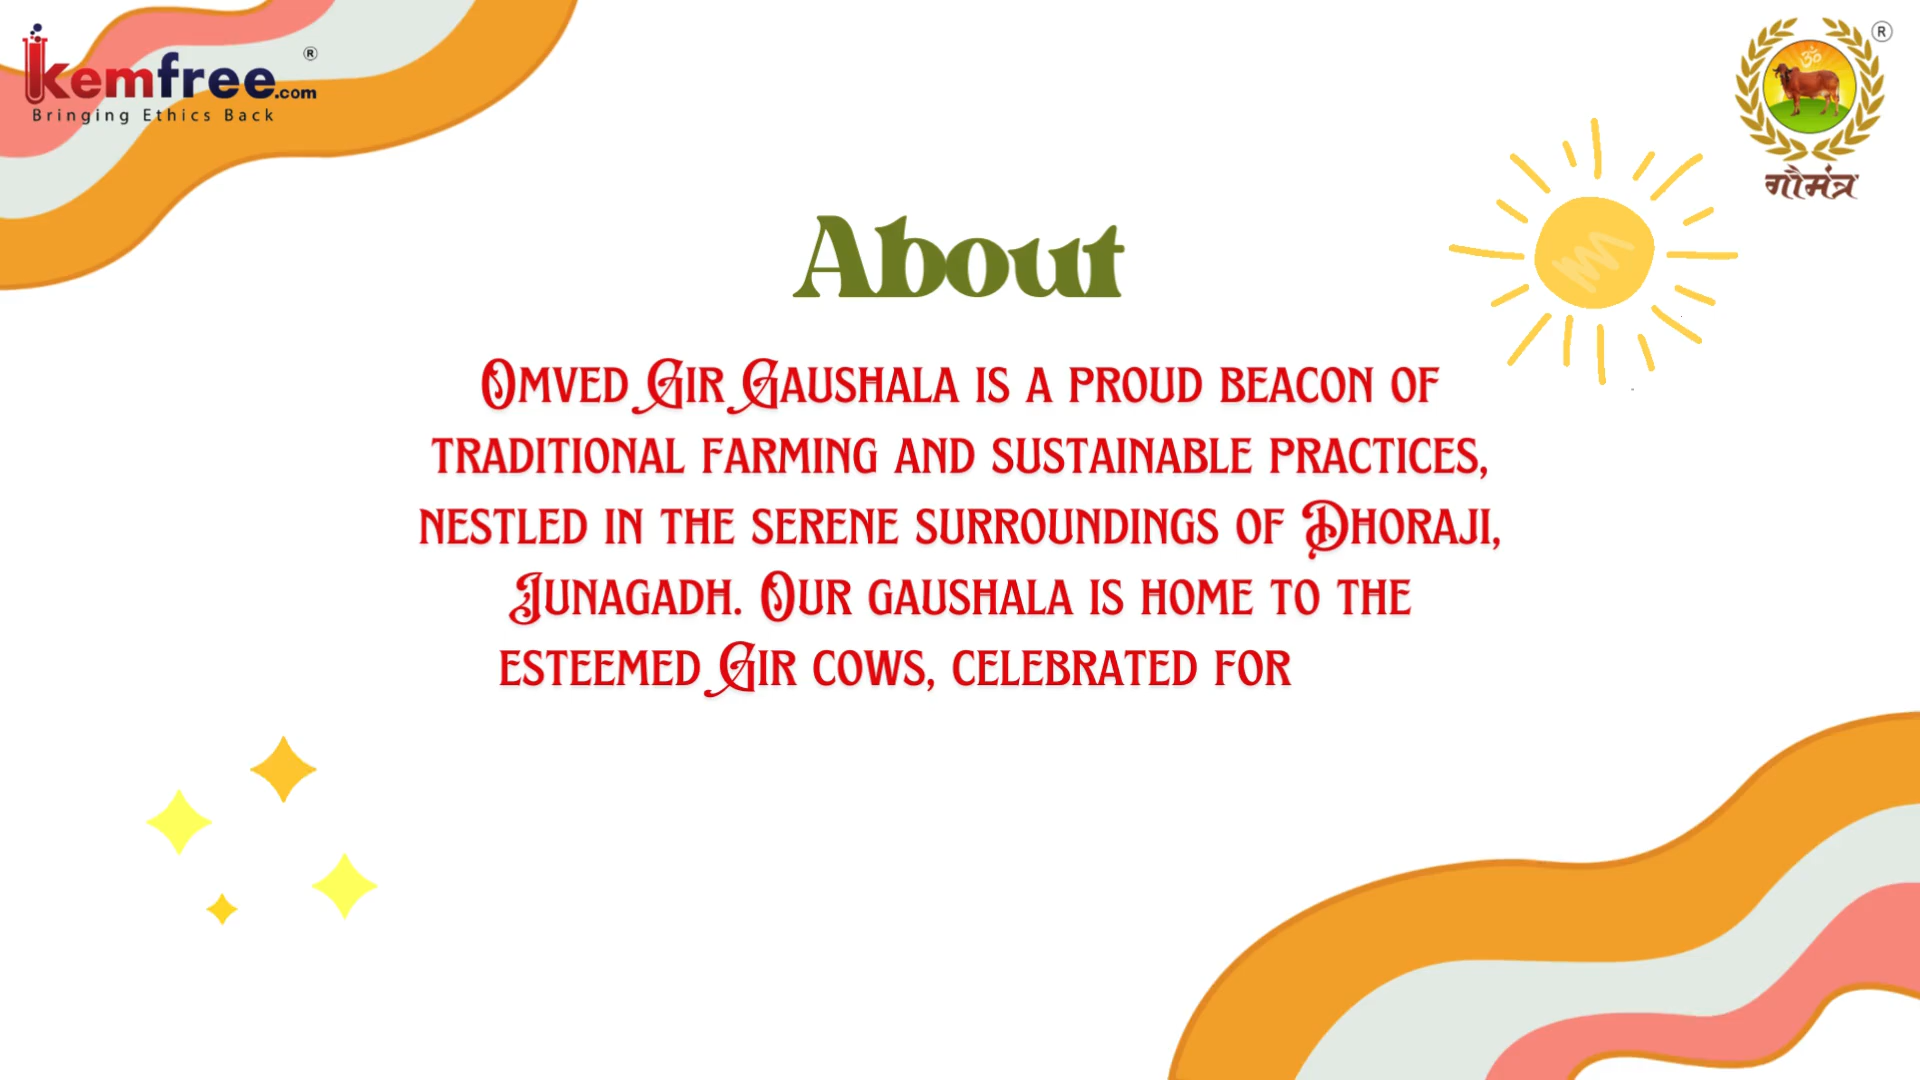 kemfree.com ®
Bringing Ethics Back
®
ॐ
गौमंत्र
About
Omved Gir Gaushala is a proud beacon of
traditional farming and sustainable practices,
nestled in the serene surroundings of Dhoraji,
Junagadh. Our gaushala is home to the
esteemed Gir cows, celebrated for